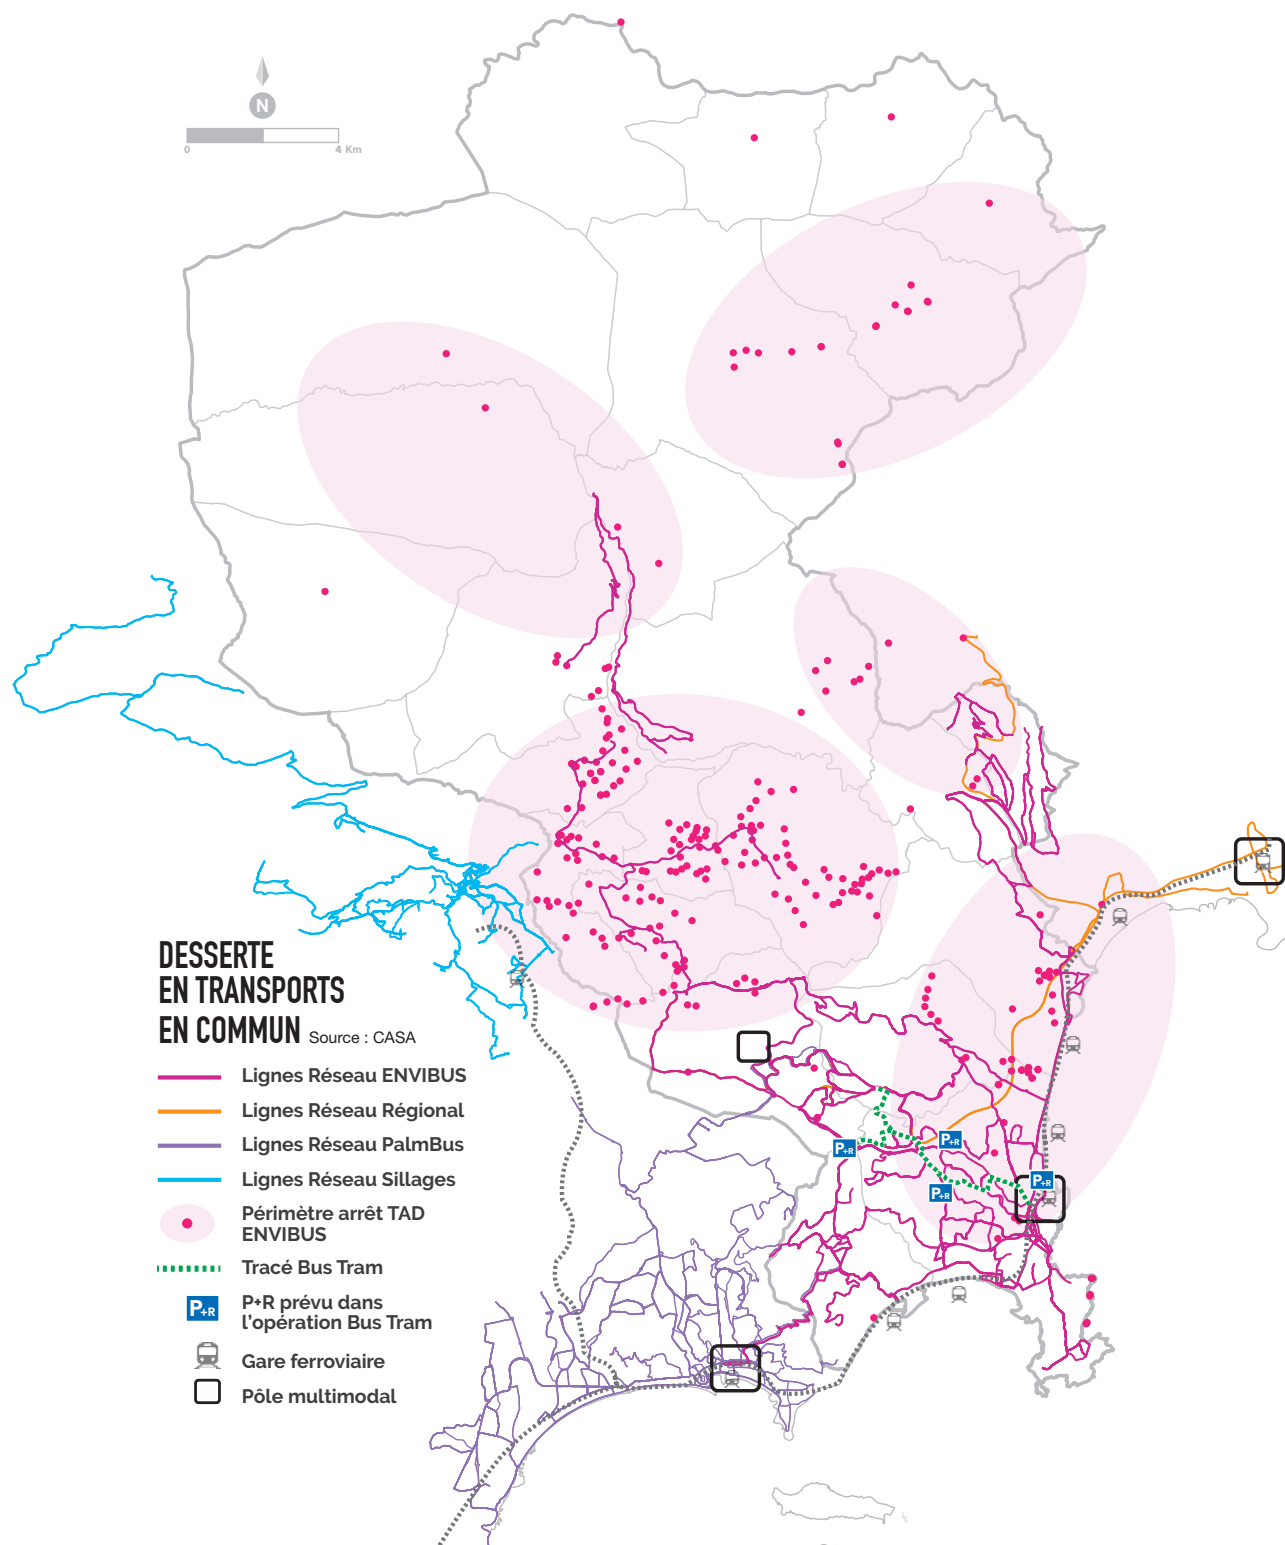 N
0 4 Km
DESSERTE
EN TRANSPORTS
EN COMMUN Source : CASA
Lignes Réseau ENVIBUS
Lignes Réseau Régional
Lignes Réseau PalmBus
Lignes Réseau Sillages
Périmètre arrêt TAD
ENVIBUS
Tracé Bus Tram
P+R P+R prévu dans
l'opération Bus Tram
Gare ferroviaire
Pôle multimodal
P+R
P+R
P+R
P+R